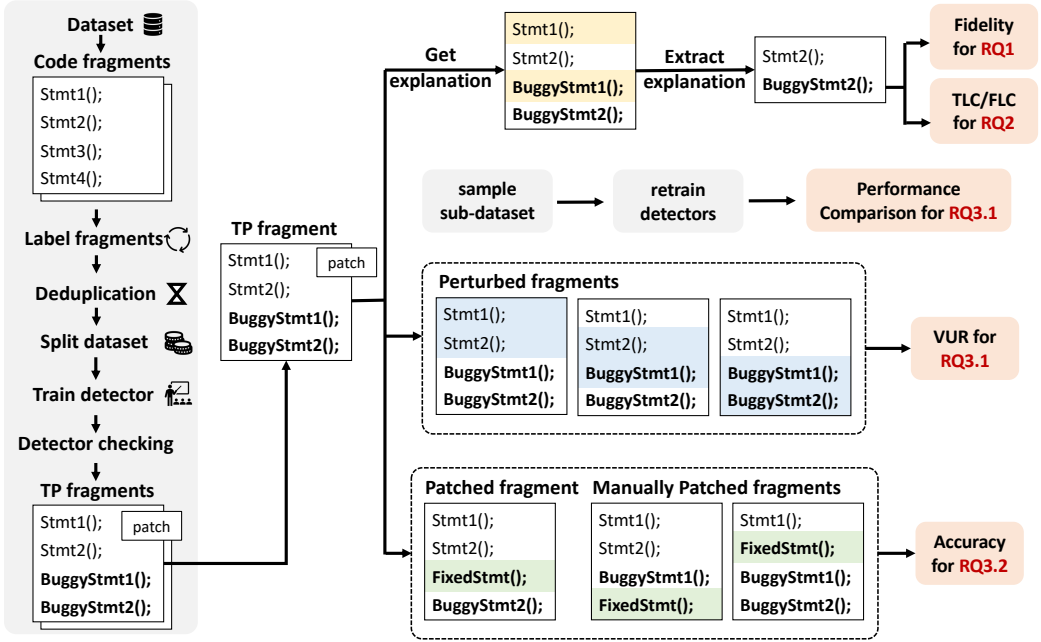 Dataset
Code fragments
Stmt1();
Stmt2();
Stmt3();
Stmt4();
Label fragments
Deduplication
Split dataset
Train detector
Detector checking
TP fragments
patch
Stmt1();
Stmt2();
BuggyStmt1();
BuggyStmt2();
TP fragment
patch
Stmt1();
Stmt2();
BuggyStmt1();
BuggyStmt2();
Get
explanation
Stmt1();
Stmt2();
BuggyStmt1();
BuggyStmt2();
Extract
explanation
Stmt2();
BuggyStmt2();
Fidelity
for RQ1
TLC/FLC
for RQ2
sample
sub-dataset
retrain
detectors
Performance
Comparison for RQ3.1
Perturbed fragments
Stmt1();
Stmt2();
BuggyStmt1();
BuggyStmt2();
Stmt1();
Stmt2();
BuggyStmt1();
BuggyStmt2();
Stmt1();
Stmt2();
BuggyStmt1();
BuggyStmt2();
VUR for
RQ3.1
Patched fragment
Stmt1();
Stmt2();
FixedStmt();
BuggyStmt2();
Manually Patched fragments
Stmt1();
Stmt2();
BuggyStmt1();
FixedStmt();
Stmt1();
FixedStmt();
BuggyStmt1();
BuggyStmt2();
Accuracy
for RQ3.2